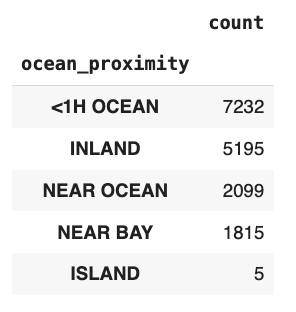 count
ocean_proximity
<1H OCEAN 7232
INLAND 5195
NEAR OCEAN 2099
NEAR BAY 1815
ISLAND 5